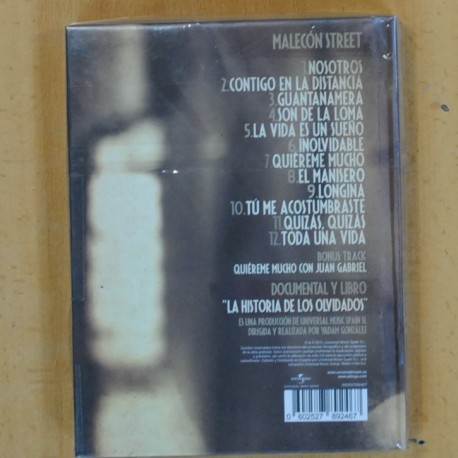 MALECÓN STREET
1.NOSOTROS
2.CONTIGO EN LA DISTANCIA
3.GUANTANAMERA
4.SON DE LA LOMA
5.LA VIDA ES UN SUEÑO
6.INOLVIDABLE
7.QUIÉREME MUCHO
8.EL MANISERO
9.LONGINA
10.TÚ ME ACOSTUMBRASTE
11.QUIZÁS, QUIZÁS
12.TODA UNA VIDA
BONUS TRACK
QUIÉREME MUCHO CON JUAN GABRIEL
DOCUMENTAL Y LIBRO
"LA HISTORIA DE LOS OLVIDADOS"
ES UNA PRODUCCIÓN DE UNIVERSAL MUSIC SPAIN SL
DIRIGIDA Y REALIZADA POR YADAM GONZÁLEZ
0 602527 892467